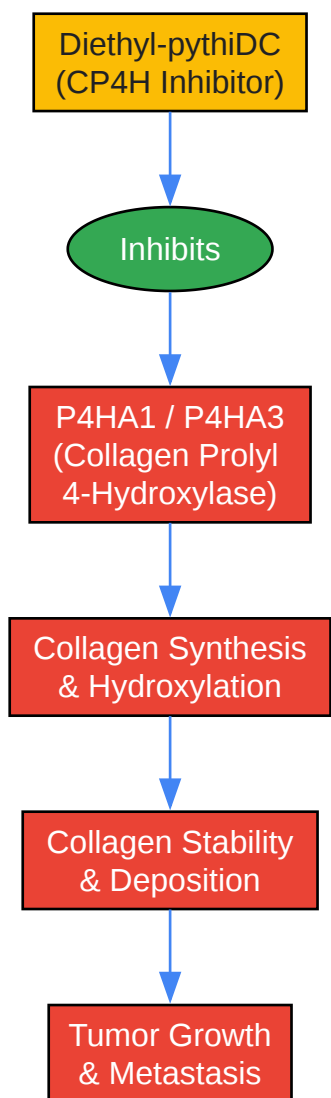 Diethyl-pythiDC
(CP4H Inhibitor)
Inhibits
P4HA1 / P4HA3
(Collagen Prolyl
4-Hydroxylase)
Collagen Synthesis
& Hydroxylation
Collagen Stability
& Deposition
Tumor Growth
& Metastasis